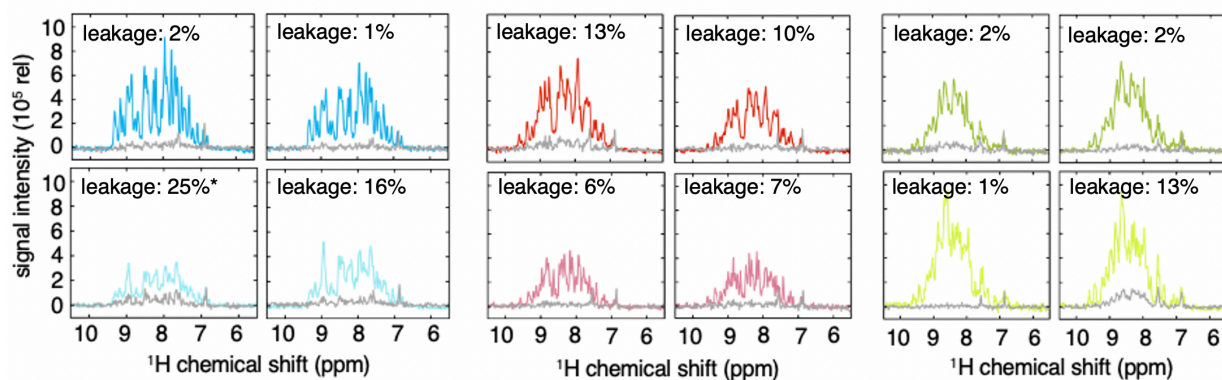 leakage: 2%
leakage: 1%
leakage: 13%
leakage: 10%
leakage: 2%
leakage: 2%
10
8
6
4
2
0
leakage: 25%*
leakage: 16%
leakage: 6%
leakage: 7%
leakage: 1%
leakage: 13%
10
8
6
4
2
0
signal intensity (10⁵ rel)
10 9 8 7 6
10 9 8 7 6
10 9 8 7 6
10 9 8 7 6
10 9 8 7 6
10 9 8 7 6
¹H chemical shift (ppm)
¹H chemical shift (ppm)
¹H chemical shift (ppm)